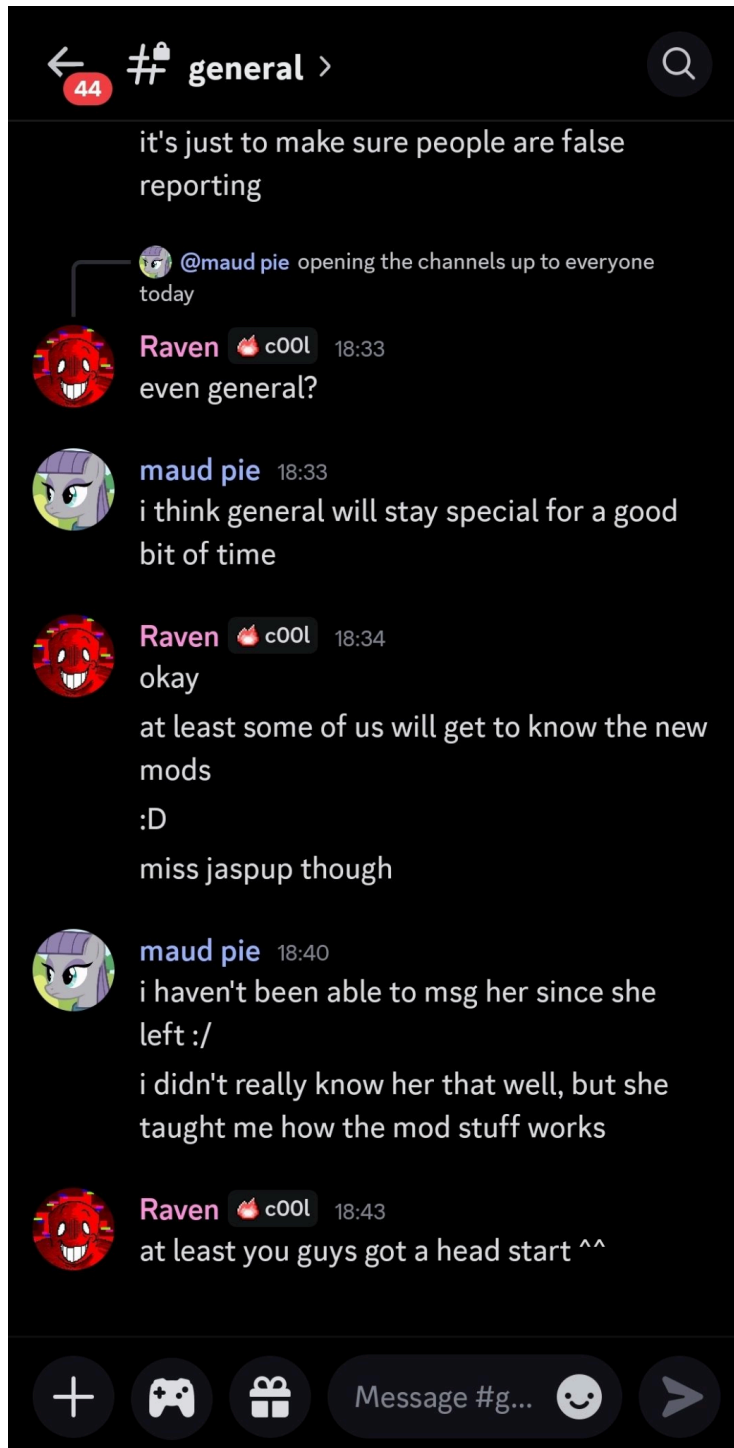 44
general >
it's just to make sure people are false
reporting
@maud pie opening the channels up to everyone
today
Raven c00l 18:33
even general?
maud pie 18:33
i think general will stay special for a good
bit of time
Raven c00l 18:34
okay
at least some of us will get to know the new
mods
:D
miss jaspup though
maud pie 18:40
i haven't been able to msg her since she
left :/
i didn't really know her that well, but she
taught me how the mod stuff works
Raven c00l 18:43
at least you guys got a head start ^^
Message #g...